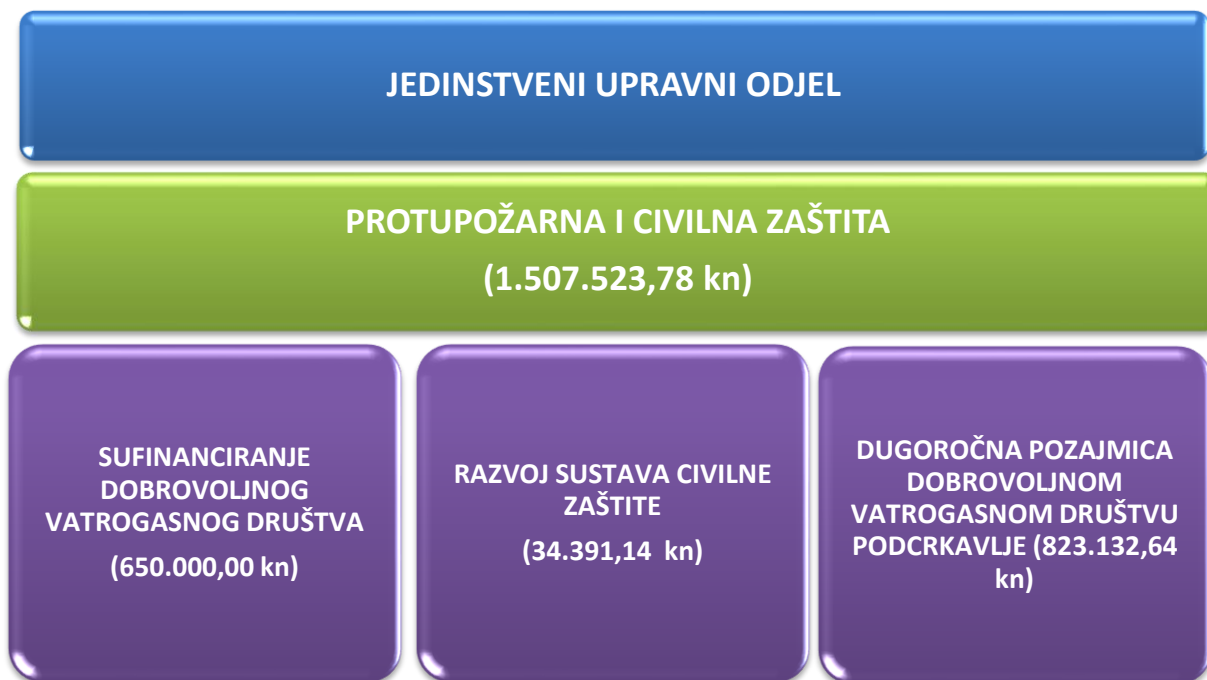 JEDINSTVENI UPRAVNI ODJEL
PROTUPOŽARNA I CIVILNA ZAŠTITA
(1.507.523,78 kn)
SUFINANCIRANJE
DOBROVOLJNOG
VATROGASNOG DRUŠTVA
(650.000,00 kn)
RAZVOJ SUSTAVA CIVILNE
ZAŠTITE
(34.391,14 kn)
DUGOROČNA POZAJMICA
DOBROVOLJNOM
VATROGASNOM DRUŠTVU
PODCRKAVLJE (823.132,64
kn)